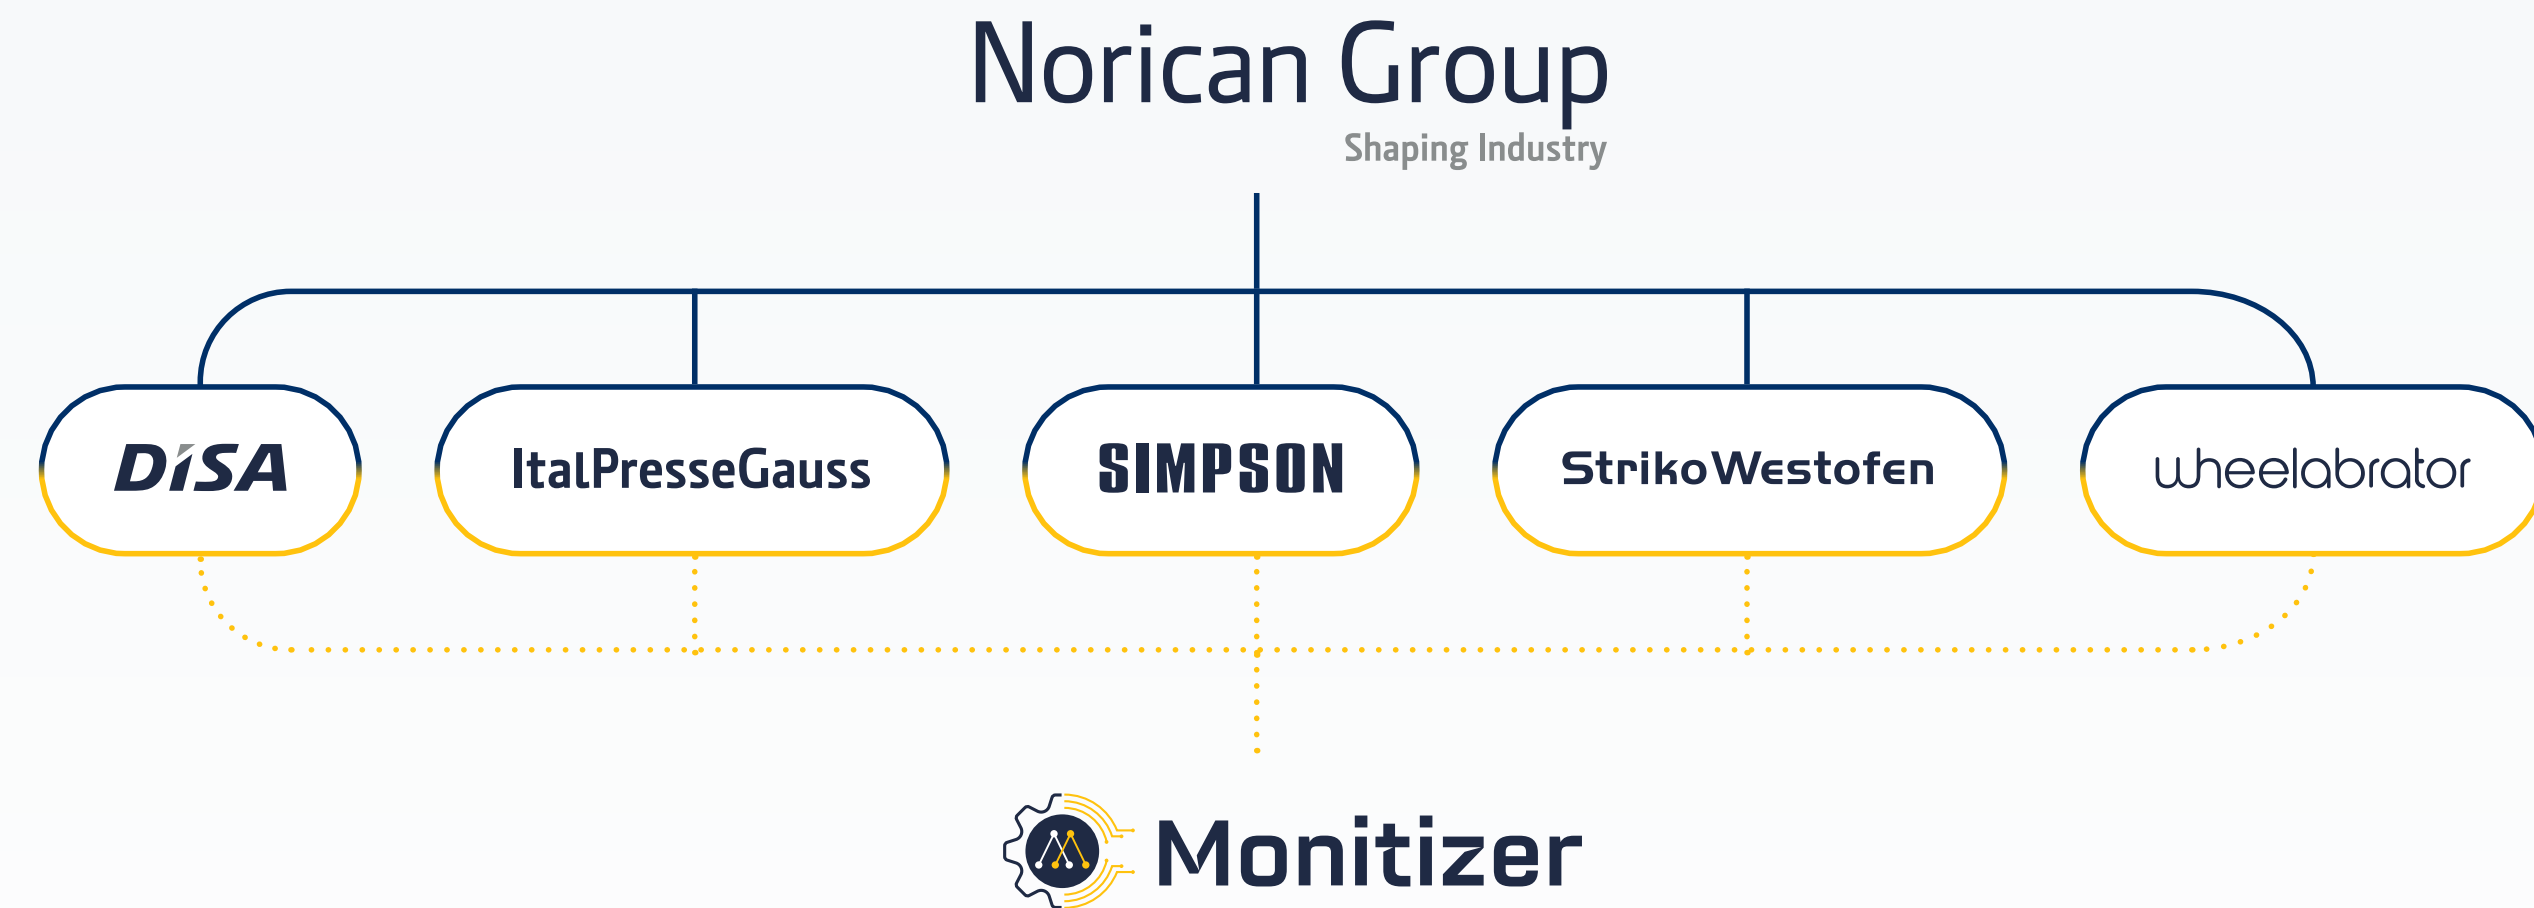 Norican Group
Shaping Industry
DISA
ItalPresseGauss
SIMPSON
StrikoWestofen
wheelabrator
Monitizer